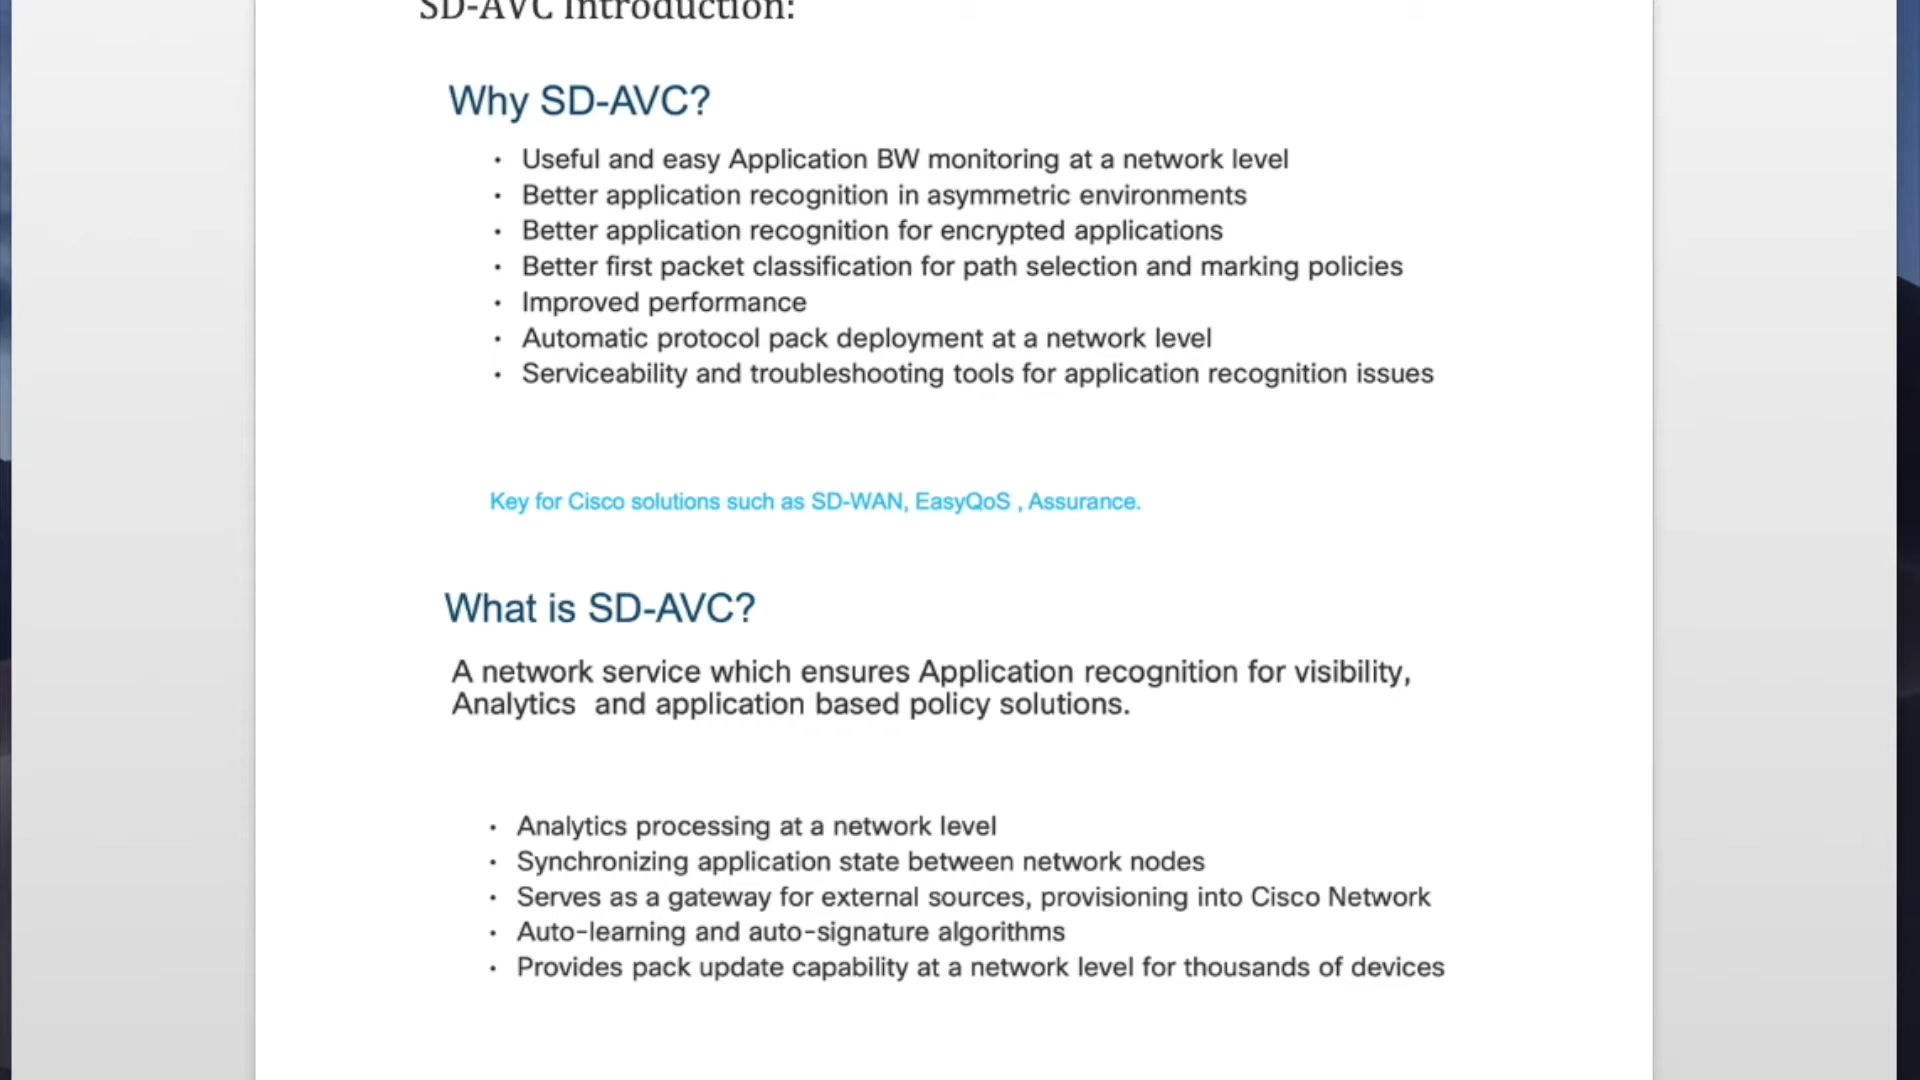 SD-AVC Introduction:
Why SD-AVC?
• Useful and easy Application BW monitoring at a network level
• Better application recognition in asymmetric environments
• Better application recognition for encrypted applications
• Better first packet classification for path selection and marking policies
• Improved performance
• Automatic protocol pack deployment at a network level
• Serviceability and troubleshooting tools for application recognition issues
Key for Cisco solutions such as SD-WAN, EasyQoS , Assurance.
What is SD-AVC?
A network service which ensures Application recognition for visibility,
Analytics  and application based policy solutions.
• Analytics processing at a network level
• Synchronizing application state between network nodes
• Serves as a gateway for external sources, provisioning into Cisco Network
• Auto-learning and auto-signature algorithms
• Provides pack update capability at a network level for thousands of devices